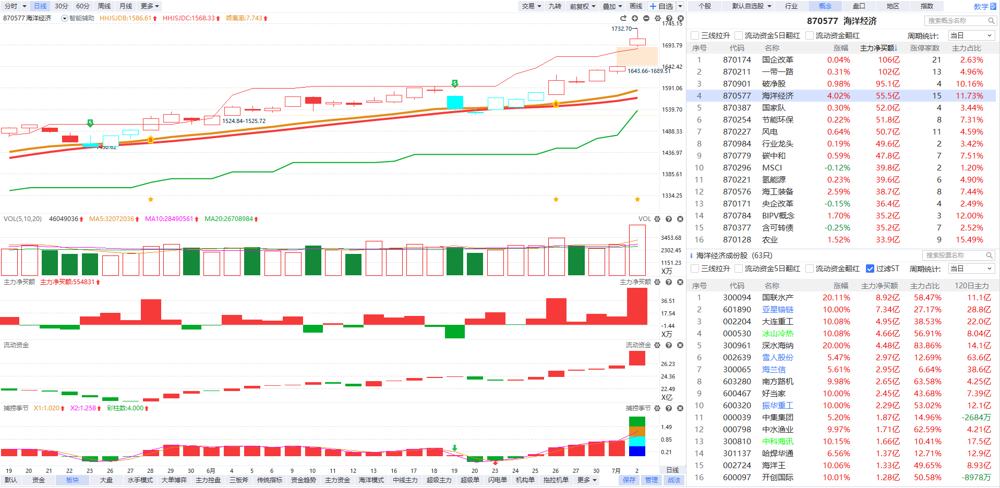 分时 日线 30分 60分 周线 月线 更多 交易 九转 前复权 叠加 画线 自选
870577 海洋经济 智能辅助 HHJSJDB:1586.61 HHJSJDC:1568.33 乖离率:7.743
1745.15
1732.70→
1693.79
1642.42
1643.66-1689.51
1591.06
1539.70
1524.84-1525.72
1488.33
1436.97
1385.61
1334.25
S
B
S
B
VOL(5,10,20) 46049036 MA5:32072036 MA10:28490561 MA20:26708984 VOL
3453.68
2302.45
1151.23
X万
主力净买额 主力净买额:554831 主力净买额
36.51
17.54
-1.44
X万
流动资金 流动资金
26.23
24.36
22.49
X亿
捕捞季节 X1:1.020 X2:1.258 彩柱数:4.000 捕捞季节
1.49
0.85
0.21
19 20 21 22 23 26 27 28 29 30 6月 4 5 6 9 10 11 12 13 16 17 18 19 20 23 24 25 26 27 30 7月 2 日线
默认 资金 板块 大盘 水手模式 大单博弈 主力控盘 三板斧 传统指标 资金趋势 主力资金 海洋模式 中线主力 超级主力 超级单 闪电单 机构单 拖拉机单 更多 保存 管理 战法
个股 默认自选股 行业 概念 盘口 地区 指数 教学
870577 海洋经济 搜索概念名称
三线拉升 流动资金5日翻红 流动资金翻红 周期统计: 当日
序号 代码 名称 涨幅 主力净买额↓ 涨停家数 主力占比
1 870174 国企改革 0.04% 106亿 21 2.63%
2 870211 一带一路 0.31% 102亿 13 4.96%
3 870901 破净股 0.98% 95.1亿 4 10.16%
4 870577 海洋经济 4.02% 55.5亿 15 11.73%
5 870387 国家队 0.30% 52.0亿 4 3.44%
6 870254 节能环保 0.22% 51.8亿 8 7.31%
7 870227 风电 0.64% 50.7亿 11 4.59%
8 870984 行业龙头 0.19% 49.6亿 2 3.42%
9 870779 碳中和 0.59% 47.8亿 7 7.51%
10 870296 MSCI -0.12% 39.8亿 2 1.20%
11 870221 氢能源 0.23% 39.6亿 6 4.90%
12 870576 海工装备 2.59% 38.7亿 8 7.44%
13 870171 央企改革 -0.15% 36.4亿 4 2.49%
14 870784 BIPV概念 1.70% 35.2亿 3 12.00%
15 870377 含可转债 -0.25% 35.2亿 7 2.52%
16 870128 农业 1.52% 33.9亿 9 15.49%
海洋经济成份股 (63只) 搜索股票名称
三线拉升 流动资金5日翻红 流动资金翻红 过滤ST 周期统计: 当日
序号 代码 名称 涨幅 主力净买额 主力占比 120日主力
1 300094 国联水产 20.11% 8.92亿 58.47% 11.1亿
2 601890 亚星锚链 10.00% 7.34亿 27.17% 28.8亿
3 002204 大连重工 10.08% 4.95亿 38.53% 22.0亿
4 000530 冰山冷热 10.08% 4.66亿 56.91% 8.04亿
5 300961 深水海纳 20.00% 4.48亿 83.86% 14.1亿
6 002639 雪人股份 5.47% 2.97亿 12.69% 63.6亿
7 300065 海兰信 5.61% 2.95亿 6.64% 38.6亿
8 603280 南方路机 9.98% 2.65亿 63.58% 4.25亿
9 600467 好当家 10.00% 2.45亿 43.68% 7.39亿
10 600320 振华重工 10.00% 2.29亿 53.02% 12.1亿
11 000039 中集集团 5.20% 1.87亿 14.96% -2684万
12 000798 中水渔业 9.97% 1.71亿 62.59% 4.21亿
13 300810 中科海讯 10.15% 1.66亿 10.41% 17.5亿
14 301137 哈焊华通 6.56% 1.37亿 12.71% 12.9亿
15 002724 海洋王 10.06% 1.33亿 49.65% 8.93亿
16 600097 开创国际 10.01% 1.28亿 50.58% -8978万